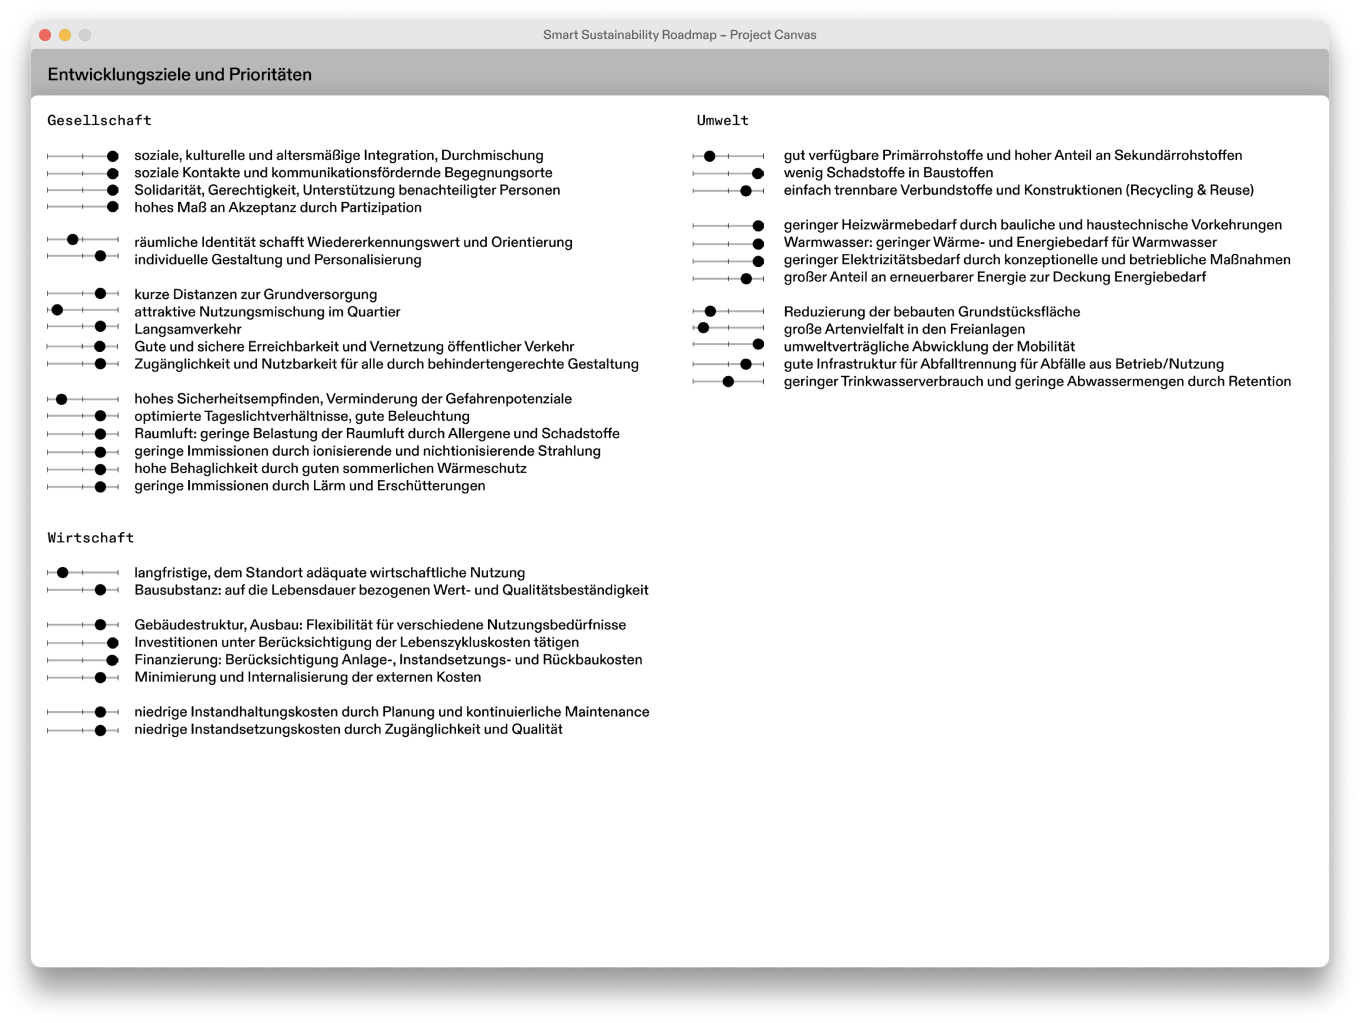 Smart Sustainability Roadmap – Project Canvas
Entwicklungsziele und Prioritäten
Gesellschaft
soziale, kulturelle und altersmäßige Integration, Durchmischung
soziale Kontakte und kommunikationsfördernde Begegnungsorte
Solidarität, Gerechtigkeit, Unterstützung benachteiligter Personen
hohes Maß an Akzeptanz durch Partizipation
räumliche Identität schafft Wiedererkennungswert und Orientierung
individuelle Gestaltung und Personalisierung
kurze Distanzen zur Grundversorgung
attraktive Nutzungsmischung im Quartier
Langsamverkehr
Gute und sichere Erreichbarkeit und Vernetzung öffentlicher Verkehr
Zugänglichkeit und Nutzbarkeit für alle durch behindertengerechte Gestaltung
hohes Sicherheitsempfinden, Verminderung der Gefahrenpotenziale
optimierte Tageslichtverhältnisse, gute Beleuchtung
Raumluft: geringe Belastung der Raumluft durch Allergene und Schadstoffe
geringe Immissionen durch ionisierende und nichtionisierende Strahlung
hohe Behaglichkeit durch guten sommerlichen Wärmeschutz
geringe Immissionen durch Lärm und Erschütterungen
Wirtschaft
langfristige, dem Standort adäquate wirtschaftliche Nutzung
Bausubstanz: auf die Lebensdauer bezogenen Wert- und Qualitätsbeständigkeit
Gebäudestruktur, Ausbau: Flexibilität für verschiedene Nutzungsbedürfnisse
Investitionen unter Berücksichtigung der Lebenszykluskosten tätigen
Finanzierung: Berücksichtigung Anlage-, Instandsetzungs- und Rückbaukosten
Minimierung und Internalisierung der externen Kosten
niedrige Instandhaltungskosten durch Planung und kontinuierliche Maintenance
niedrige Instandsetzungskosten durch Zugänglichkeit und Qualität
Umwelt
gut verfügbare Primärrohstoffe und hoher Anteil an Sekundärrohstoffen
wenig Schadstoffe in Baustoffen
einfach trennbare Verbundstoffe und Konstruktionen (Recycling & Reuse)
geringer Heizwärmebedarf durch bauliche und haustechnische Vorkehrungen
Warmwasser: geringer Wärme- und Energiebedarf für Warmwasser
geringer Elektrizitätsbedarf durch konzeptionelle und betriebliche Maßnahmen
großer Anteil an erneuerbarer Energie zur Deckung Energiebedarf
Reduzierung der bebauten Grundstücksfläche
große Artenvielfalt in den Freianlagen
umweltverträgliche Abwicklung der Mobilität
gute Infrastruktur für Abfalltrennung für Abfälle aus Betrieb/Nutzung
geringer Trinkwasserverbrauch und geringe Abwassermengen durch Retention